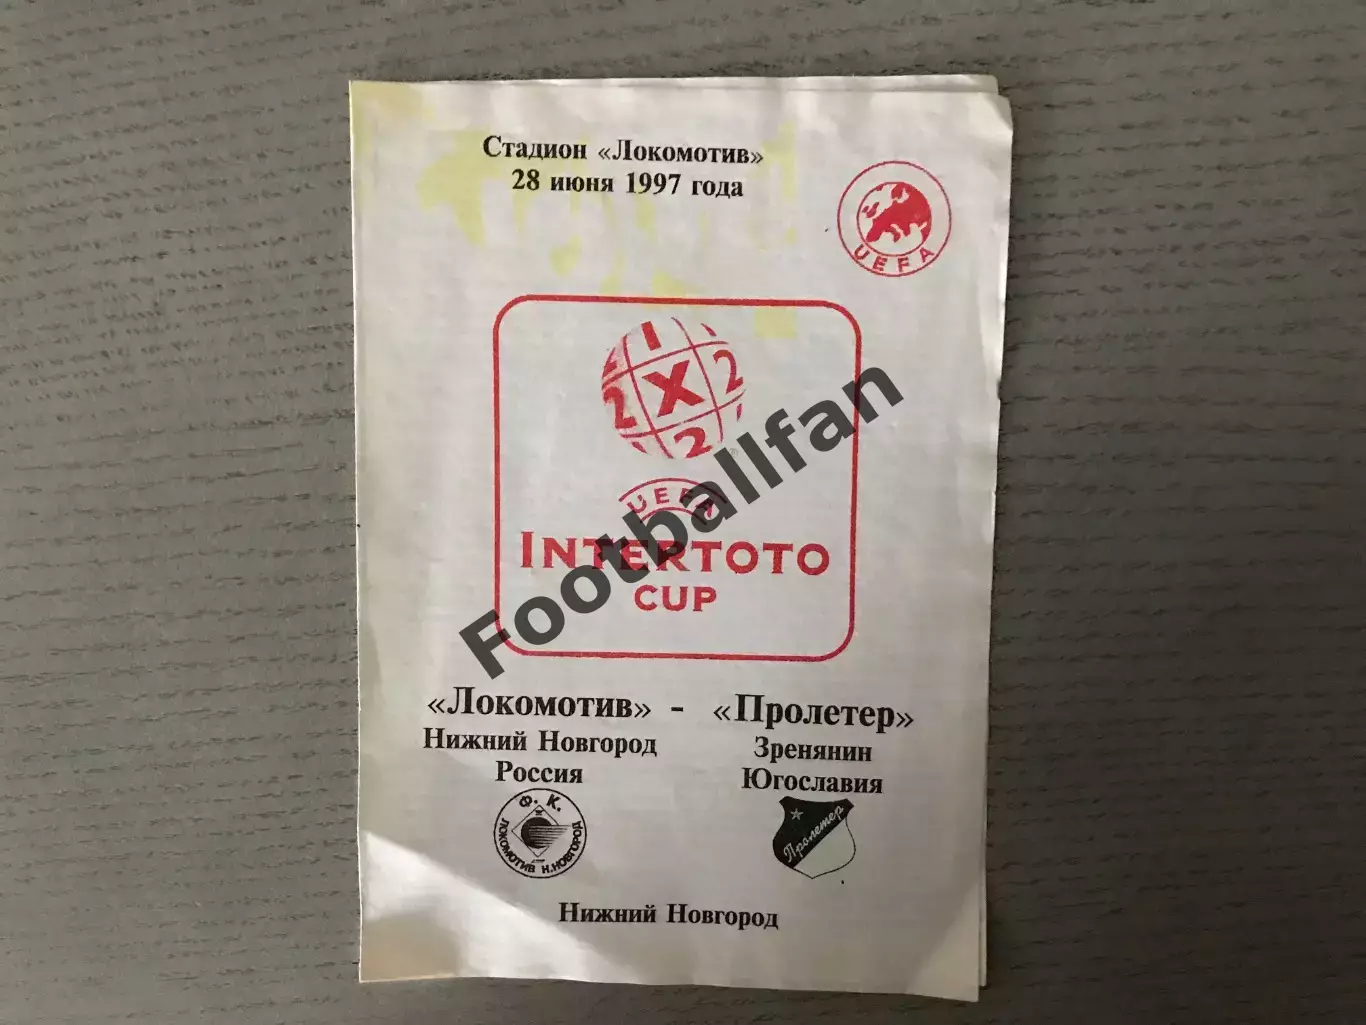 Стадион «Локомотив»
28 июня 1997 года
UEFA
1
2 X 2
2
UEFA
INTERTOTO
CUP
Footballfan
«Локомотив» - «Пролетер»
Нижний Новгород Зренянин
Россия Югославия
Ф. К.
ЛОКОМОТИВ Н.НОВГОРОД
Пролетер
Нижний Новгород